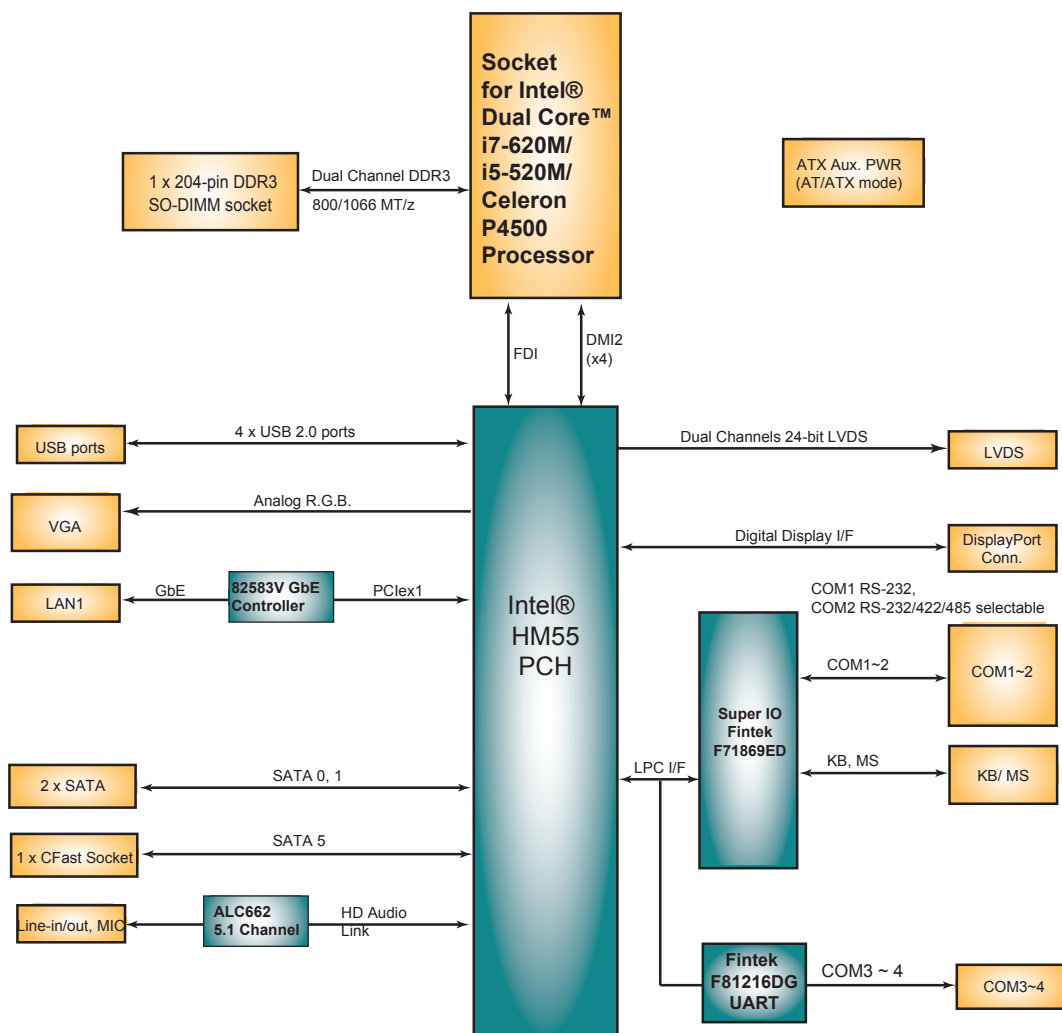 Socket
for Intel®
Dual Core™
i7-620M/
i5-520M/
Celeron
P4500
Processor
ATX Aux. PWR
(AT/ATX mode)
1 x 204-pin DDR3
SO-DIMM socket
Dual Channel DDR3
800/1066 MT/z
FDI
DMI2
(x4)
USB ports
4 x USB 2.0 ports
Dual Channels 24-bit LVDS
LVDS
VGA
Analog R.G.B.
Digital Display I/F
DisplayPort
Conn.
LAN1
GbE
82583V GbE
Controller
PCIex1
Intel®
HM55
PCH
COM1 RS-232,
COM2 RS-232/422/485 selectable
COM1~2
COM1~2
Super IO
Fintek
F71869ED
LPC I/F
KB, MS
KB/ MS
2 x SATA
SATA 0, 1
1 x CFast Socket
SATA 5
Line-in/out, MIC
ALC662
5.1 Channel
HD Audio
Link
Fintek
F81216DG
UART
COM3 ~ 4
COM3~4